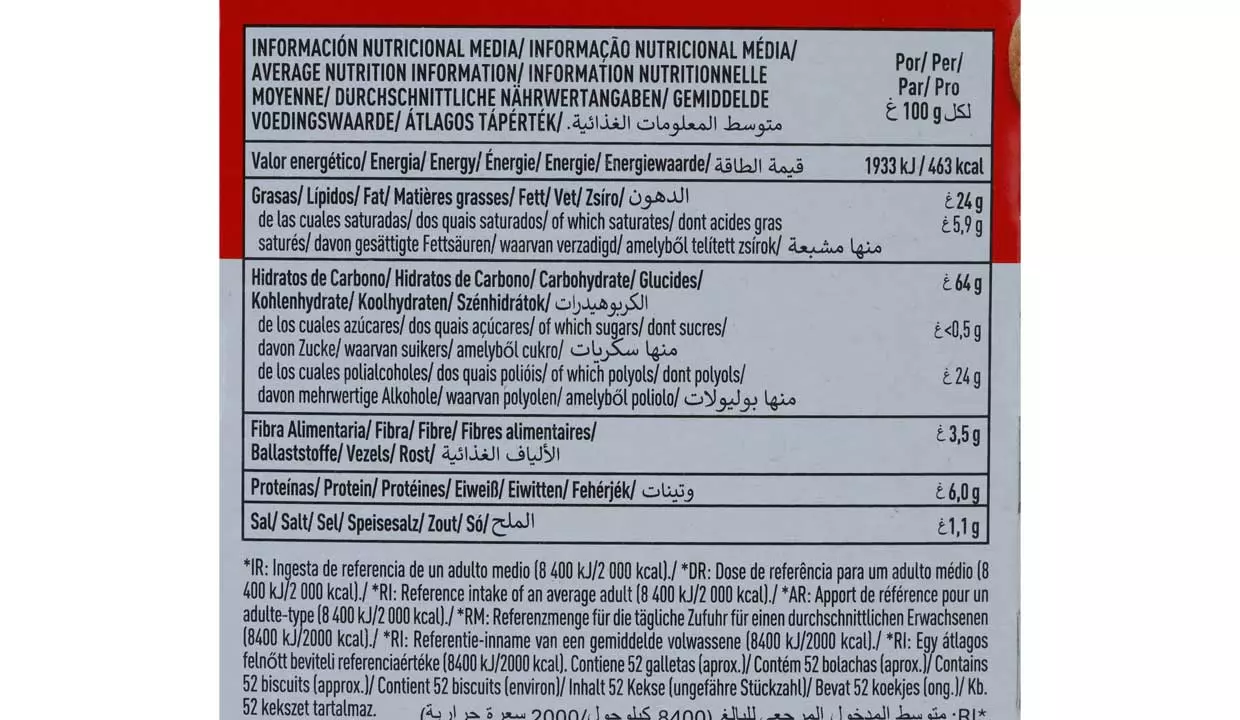 INFORMACIÓN NUTRICIONAL MEDIA/ INFORMAÇÃO NUTRICIONAL MÉDIA/
AVERAGE NUTRITION INFORMATION/ INFORMATION NUTRITIONNELLE
MOYENNE/ DURCHSCHNITTLICHE NÄHRWERTANGABEN/ GEMIDDELDE
VOEDINGSWAARDE/ ÁTLAGOS TÁPÉRTÉK/ متوسط المعلومات الغذائية.
Por/ Per/
Par/ Pro
لكل 100 g غ
Valor energético/ Energia/ Energy/ Énergie/ Energie/ Energiewaarde/ قيمة الطاقة 1933 kJ / 463 kcal
Grasas/ Lípidos/ Fat/ Matières grasses/ Fett/ Vet/ Zsíro/ الدهون غ 24 g
de las cuales saturadas/ dos quais saturados/ of which saturates/ dont acides gras غ 5,9 g
saturés/ davon gesättigte Fettsäuren/ waarvan verzadigd/ amelyből telített zsírok/ منها مشبعة
Hidratos de Carbono/ Hidratos de Carbono/ Carbohydrate/ Glucides/ غ 64 g
Kohlenhydrate/ Koolhydraten/ Szénhidrátok/ الكربوهيدرات
de los cuales azúcares/ dos quais açúcares/ of which sugars/ dont sucres/ غ <0,5 g
davon Zucke/ waarvan suikers/ amelyből cukro/ منها سكريات
de los cuales polialcoholes/ dos quais polióis/ of which polyols/ dont polyols/ غ 24 g
davon mehrwertige Alkohole/ waarvan polyolen/ amelyből poliolo/ منها بوليولات
Fibra Alimentaria/ Fibra/ Fibre/ Fibres alimentaires/ غ 3,5 g
Ballaststoffe/ Vezels/ Rost/ الألياف الغذائية
Proteínas/ Protein/ Protéines/ Eiweiß/ Eiwitten/ Fehérjék/ وتينات غ 6,0 g
Sal/ Salt/ Sel/ Speisesalz/ Zout/ Só/ الملح غ 1,1 g
*IR: Ingesta de referencia de un adulto medio (8 400 kJ/2 000 kcal)./ *DR: Dose de referência para um adulto médio (8
400 kJ/2 000 kcal)./ *RI: Reference intake of an average adult (8 400 kJ/2 000 kcal)./ *AR: Apport de référence pour un
adulte-type (8 400 kJ/2 000 kcal)./ *RM: Referenzmenge für die tägliche Zufuhr für einen durchschnittlichen Erwachsenen
(8400 kJ/2000 kcal)./ *RI: Referentie-inname van een gemiddelde volwassene (8400 kJ/2000 kcal)./ *RI: Egy átlagos
felnőtt beviteli referenciaértéke (8400 kJ/2000 kcal). Contiene 52 galletas (aprox.)/ Contém 52 bolachas (aprox.)/ Contains
52 biscuits (approx.)/ Contient 52 biscuits (environ)/ Inhalt 52 Kekse (ungefähre Stückzahl)/ Bevat 52 koekjes (ong.)/ Kb.
52 kekszet tartalmaz.
*RI: متوسط المدخول المرجعي للبالغ (8400 كيلوجول/2000 سعرة حرارية)